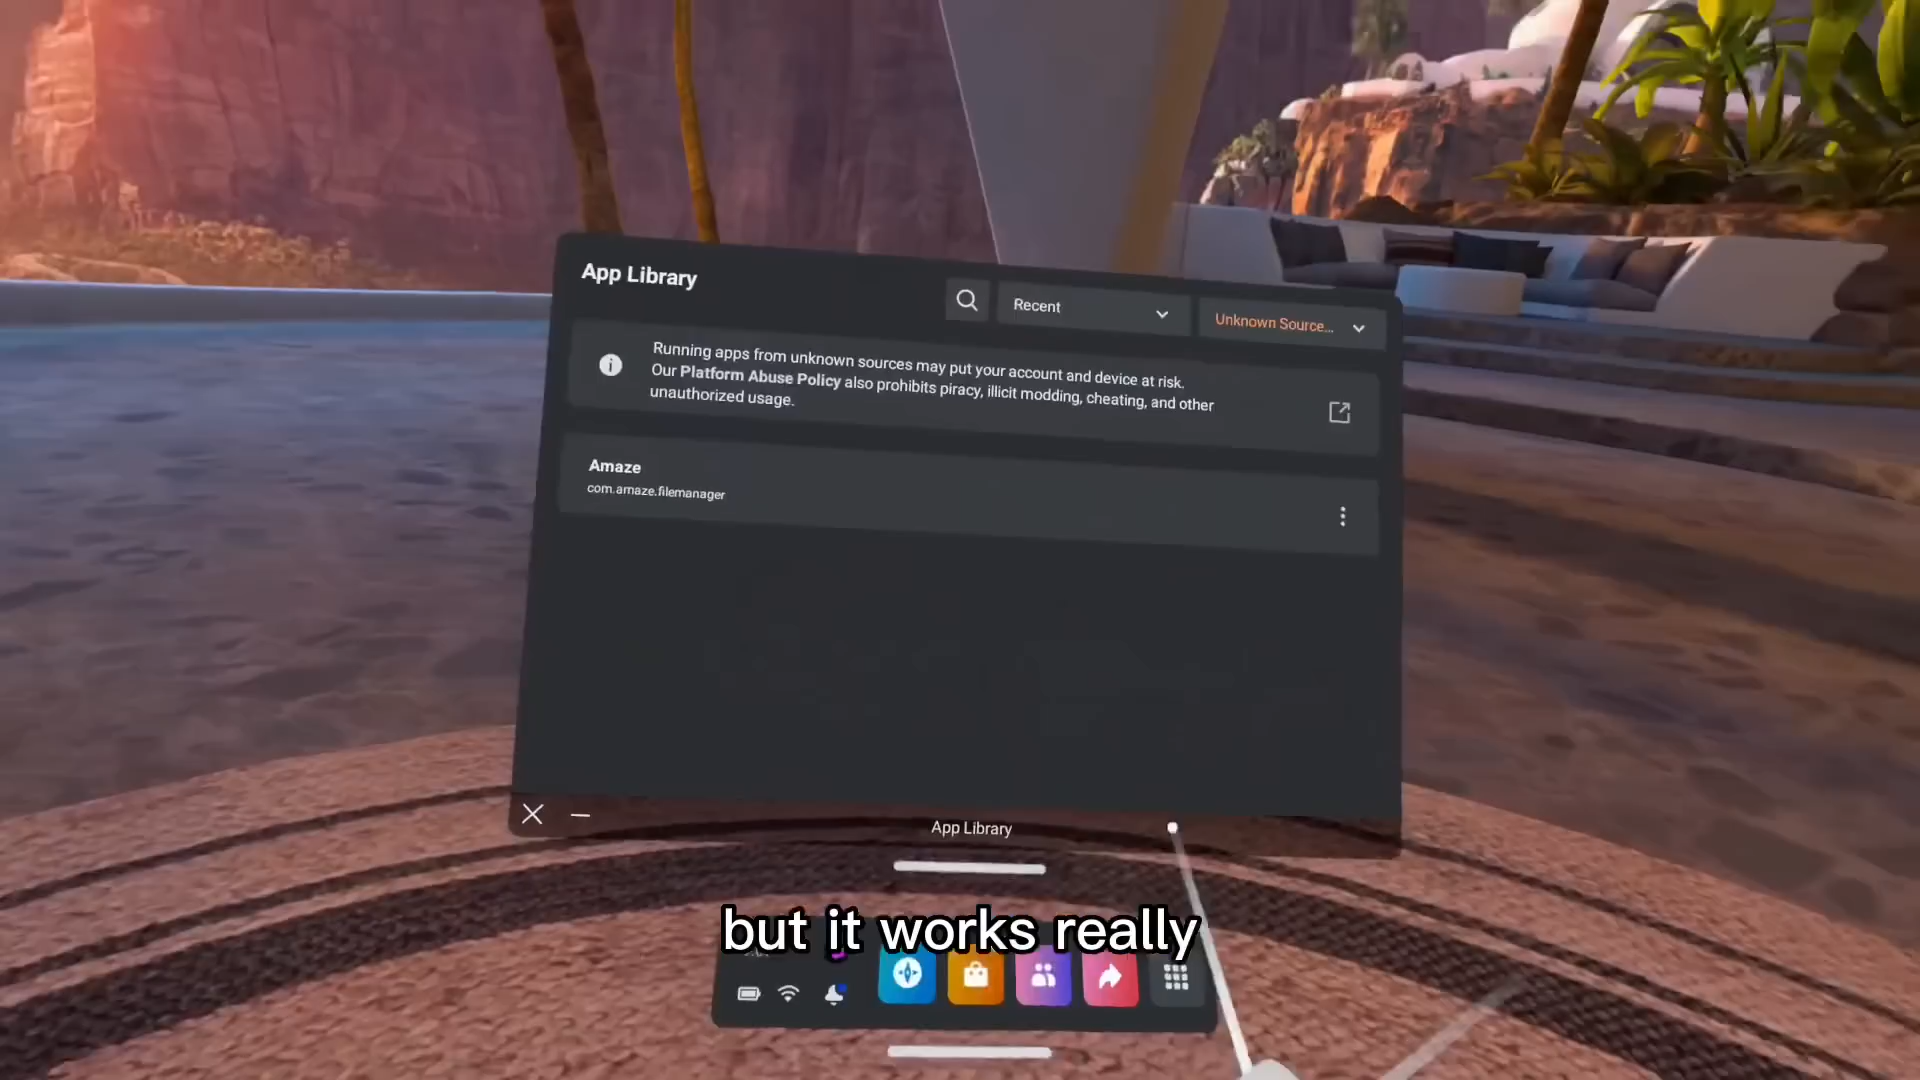 App Library
Recent
Unknown Source...
Running apps from unknown sources may put your account and device at risk.
Our Platform Abuse Policy also prohibits piracy, illicit modding, cheating, and other
unauthorized usage.
Amaze
com.amaze.filemanager
App Library
but it works really